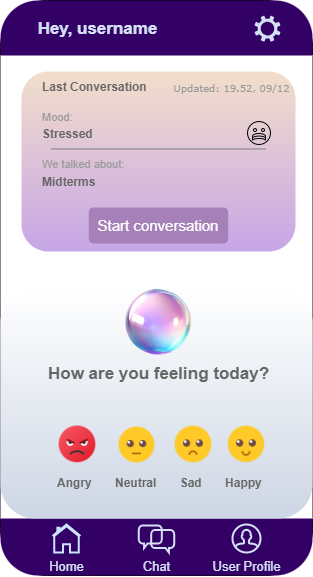 Hey, username
Last Conversation
Updated: 19.52, 09/12
Mood:
Stressed
We talked about:
Midterms
Start conversation
How are you feeling today?
Angry Neutral Sad Happy
Home Chat User Profile